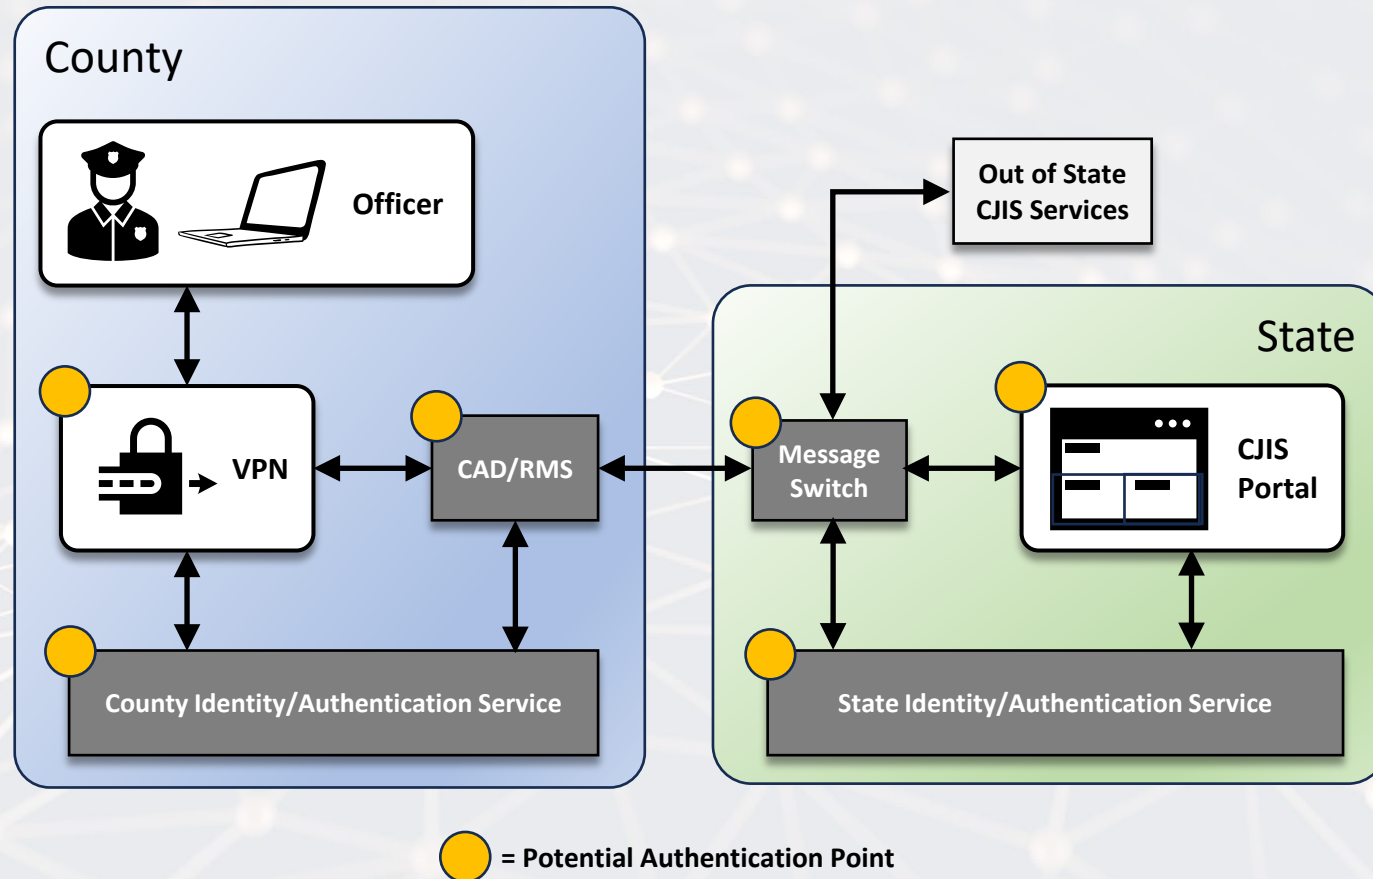 County
Officer
Out of State
CJIS Services
State
VPN
CAD/RMS
Message
Switch
CJIS
Portal
County Identity/Authentication Service
State Identity/Authentication Service
= Potential Authentication Point